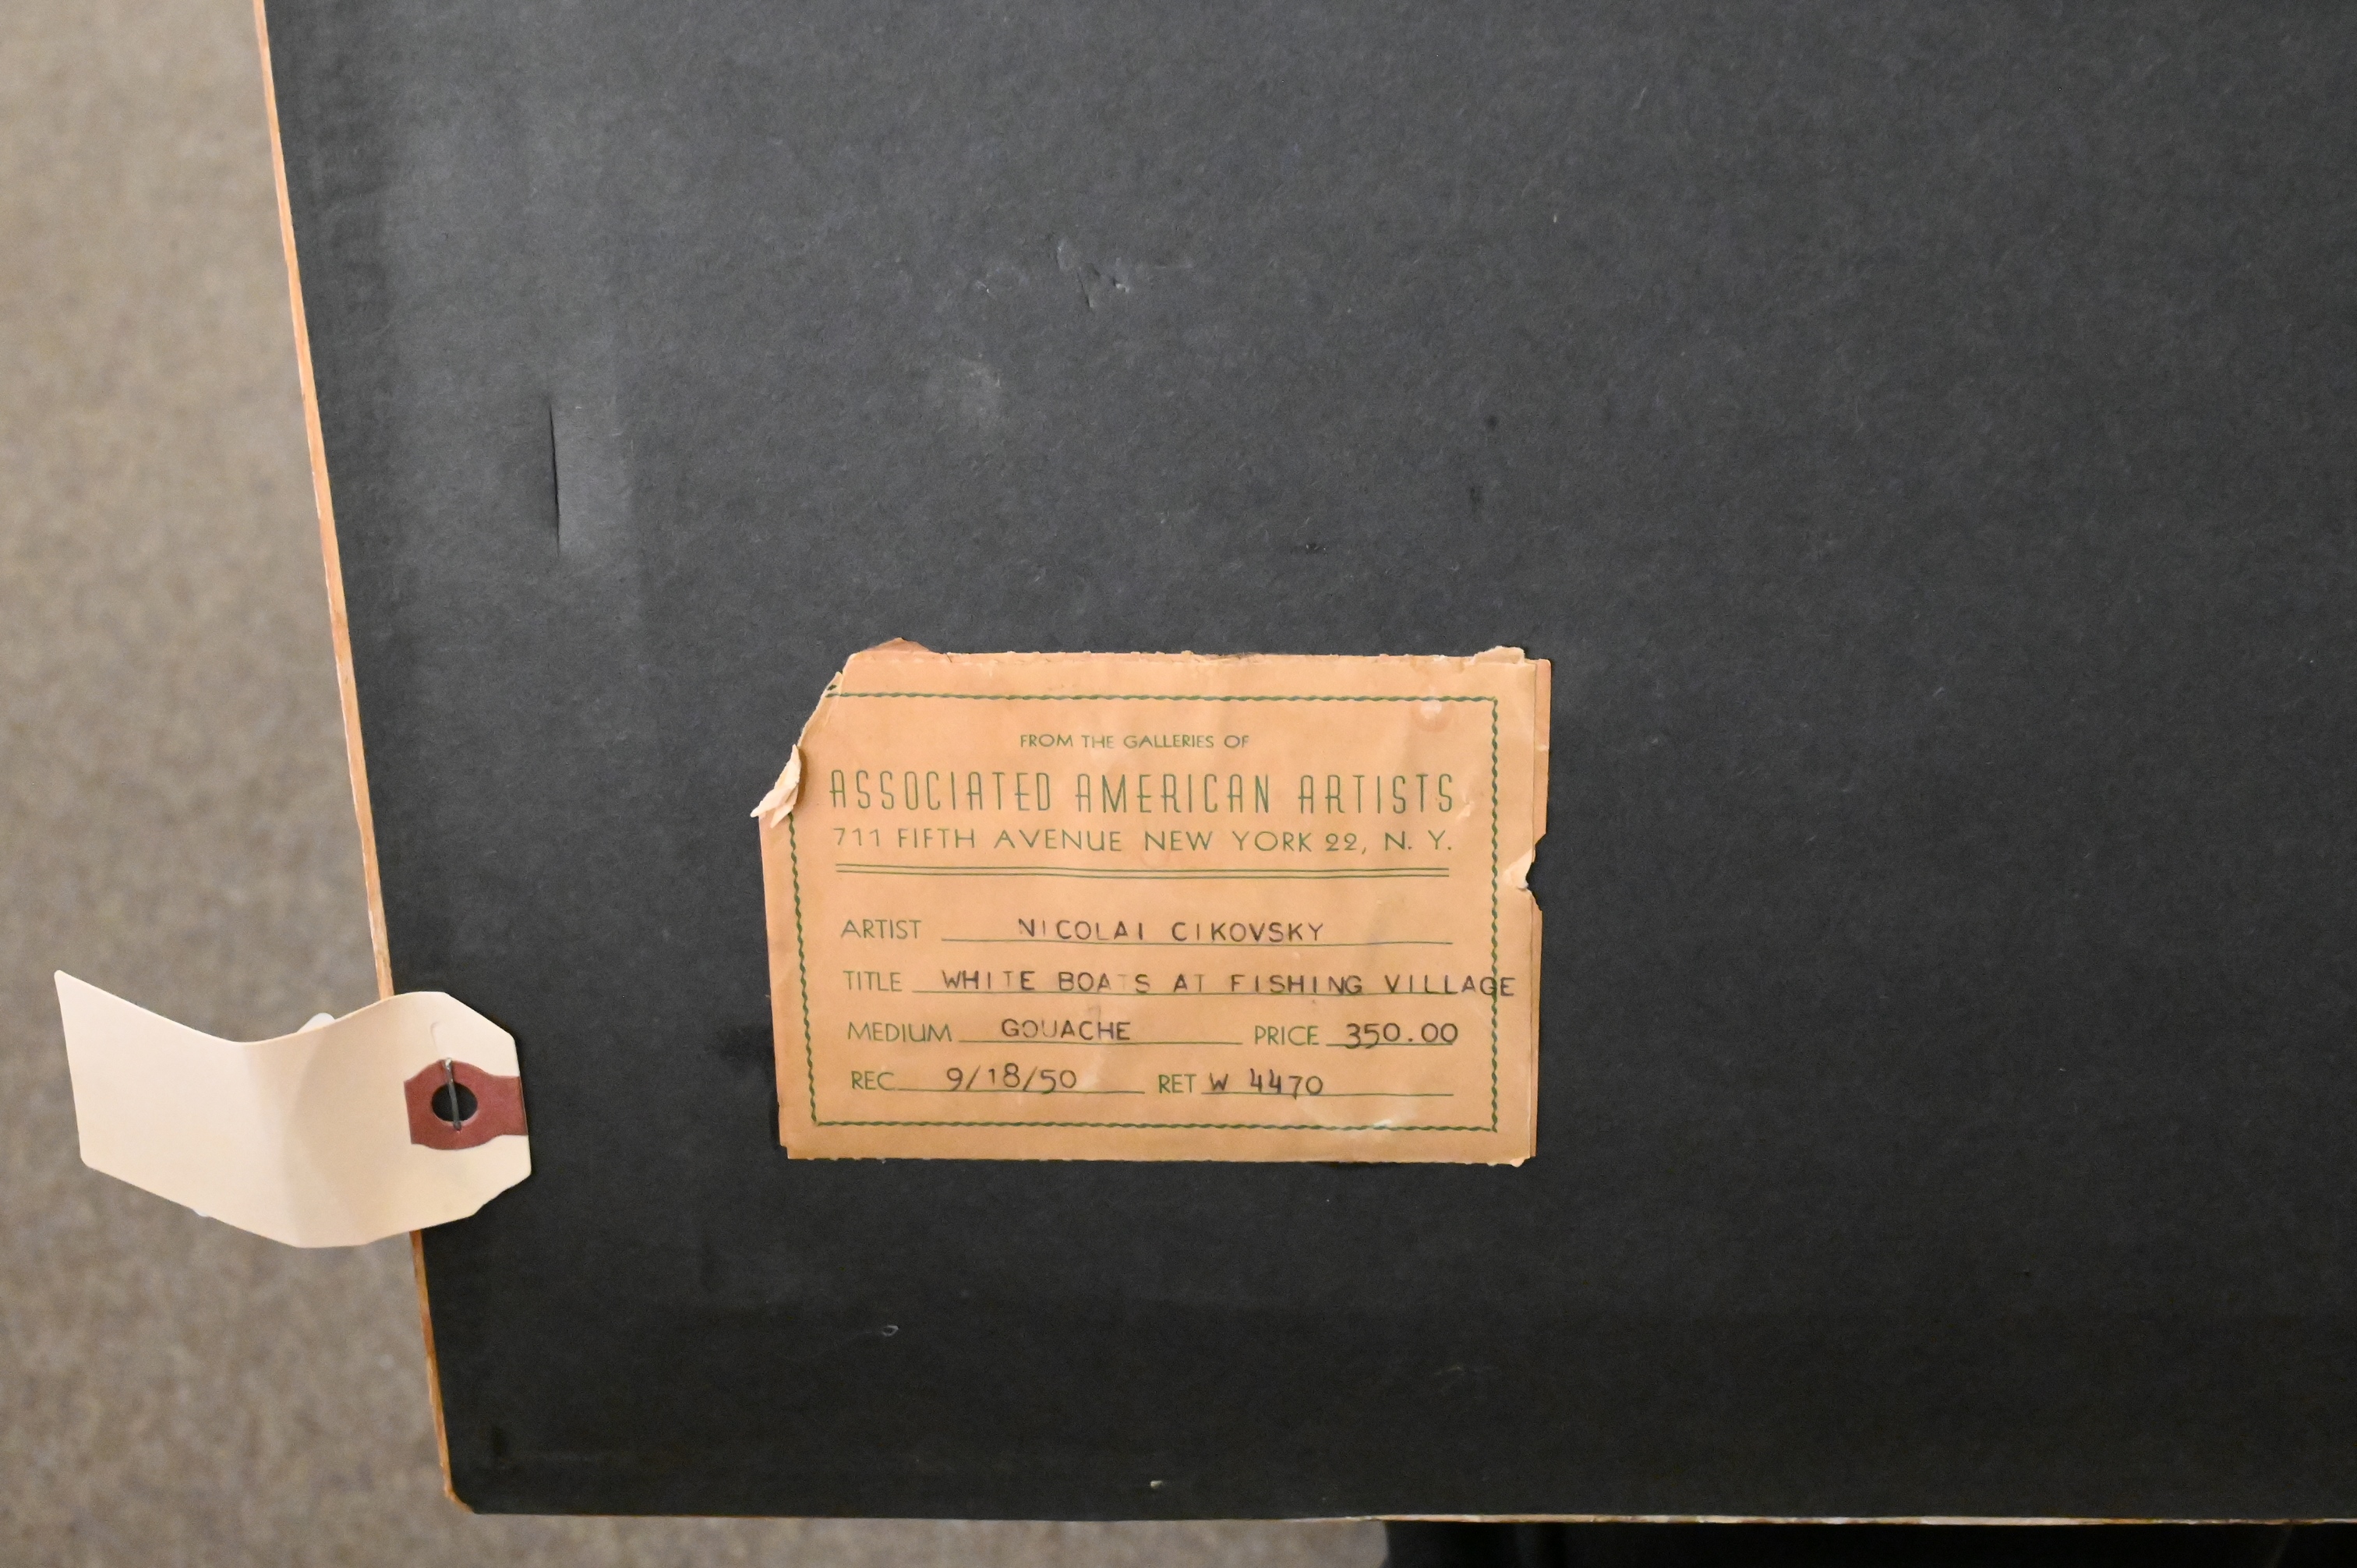 FROM THE GALLERIES OF
ASSOCIATED AMERICAN ARTISTS
711 FIFTH AVENUE NEW YORK 22, N. Y.
ARTIST NICOLAI CIKOVSKY
TITLE WHITE BOATS AT FISHING VILLAGE
MEDIUM GOUACHE PRICE 350.00
REC. 9/18/50 RET W 4470